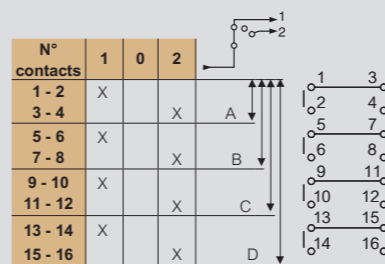 1
2
N° contacts 1 0 2
1 - 2 X
3 - 4 X A
5 - 6 X
7 - 8 X B
9 - 10 X
11 - 12 X C
13 - 14 X
15 - 16 X D
1 3
2 4
5 7
6 8
9 11
10 12
13 15
14 16